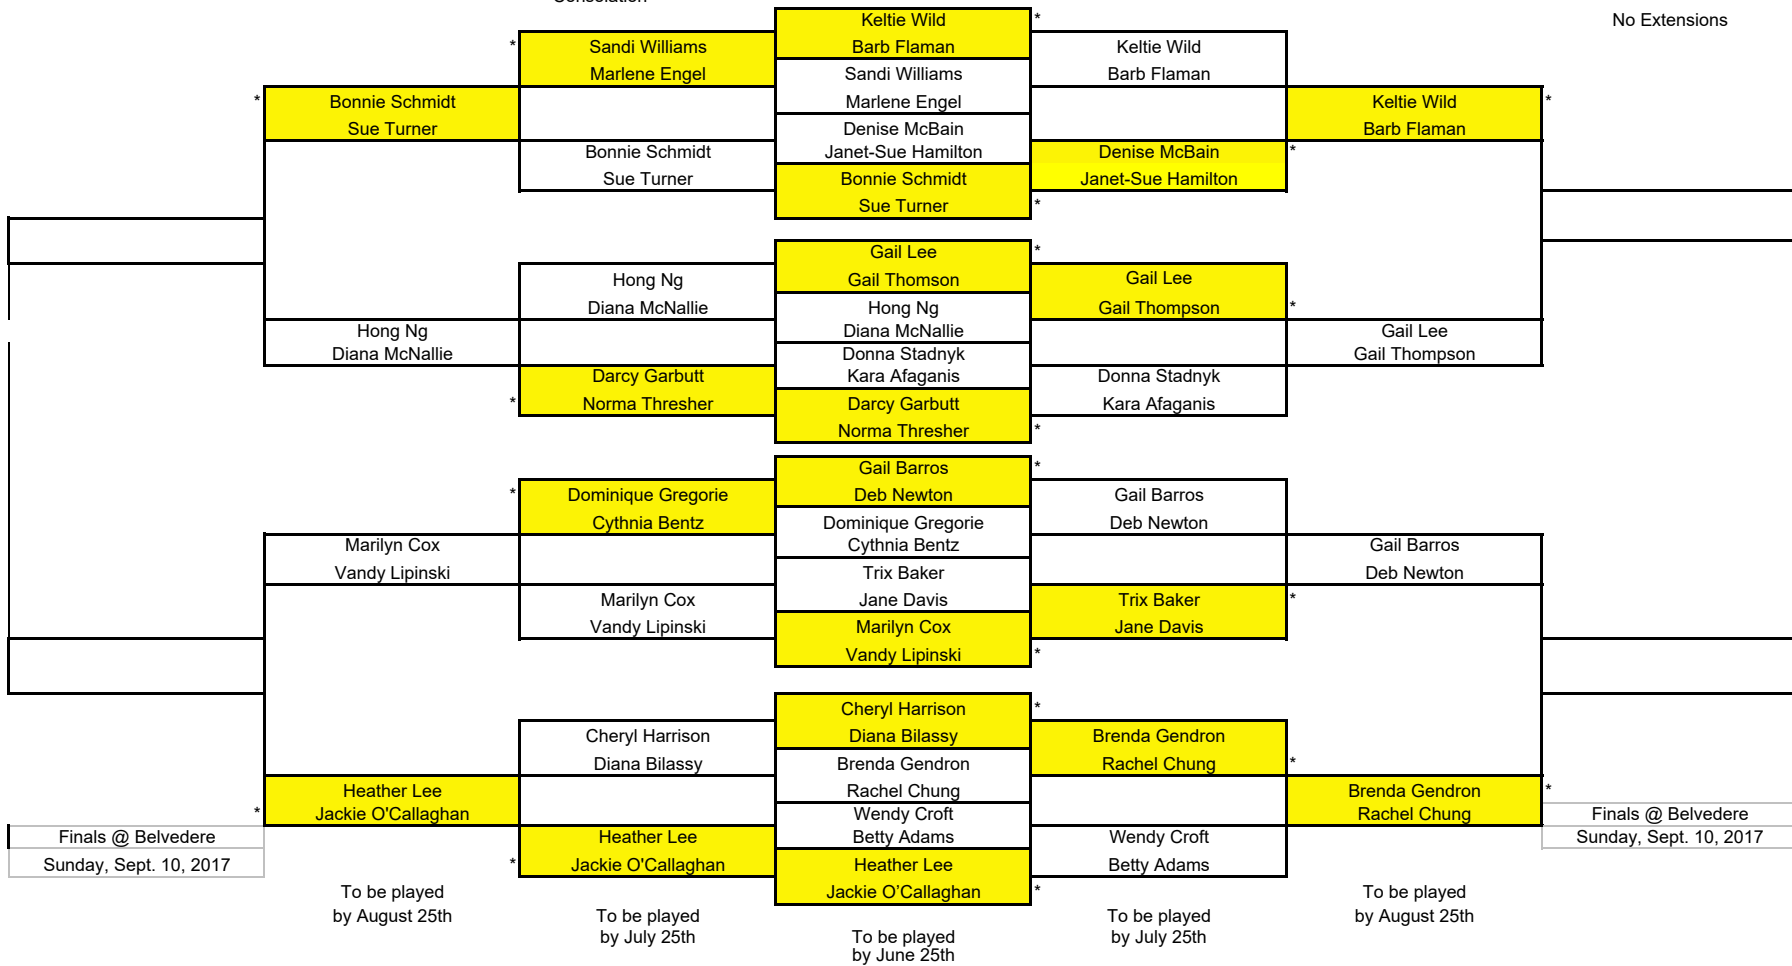 Consolation
No Extensions
*
Bonnie Schmidt
Sue Turner
Hong Ng
Diana McNallie
Marilyn Cox
Vandy Lipinski
*
Heather Lee
Jackie O'Callaghan
Finals @ Belvedere
Sunday, Sept. 10, 2017
To be played
by August 25th
*
Sandi Williams
Marlene Engel
Bonnie Schmidt
Sue Turner
Hong Ng
Diana McNallie
*
Darcy Garbutt
Norma Thresher
*
Dominique Gregorie
Cythnia Bentz
Marilyn Cox
Vandy Lipinski
Cheryl Harrison
Diana Bilassy
*
Heather Lee
Jackie O'Callaghan
To be played
by July 25th
Keltie Wild *
Barb Flaman
Sandi Williams
Marlene Engel
Denise McBain
Janet-Sue Hamilton
Bonnie Schmidt
Sue Turner *
Gail Lee *
Gail Thomson
Hong Ng
Diana McNallie
Donna Stadnyk
Kara Afaganis
Darcy Garbutt
Norma Thresher *
Gail Barros *
Deb Newton
Dominique Gregorie
Cythnia Bentz
Trix Baker
Jane Davis
Marilyn Cox
Vandy Lipinski *
Cheryl Harrison *
Diana Bilassy
Brenda Gendron
Rachel Chung
Wendy Croft
Betty Adams
Heather Lee
Jackie O’Callaghan *
To be played
by June 25th
Keltie Wild
Barb Flaman
Denise McBain *
Janet-Sue Hamilton
Gail Lee
Gail Thompson *
Donna Stadnyk
Kara Afaganis
Gail Barros
Deb Newton
Trix Baker *
Jane Davis
Brenda Gendron
Rachel Chung *
Wendy Croft
Betty Adams
To be played
by July 25th
Keltie Wild *
Barb Flaman
Gail Lee
Gail Thompson
Gail Barros
Deb Newton
Brenda Gendron *
Rachel Chung
To be played
by August 25th
Finals @ Belvedere
Sunday, Sept. 10, 2017